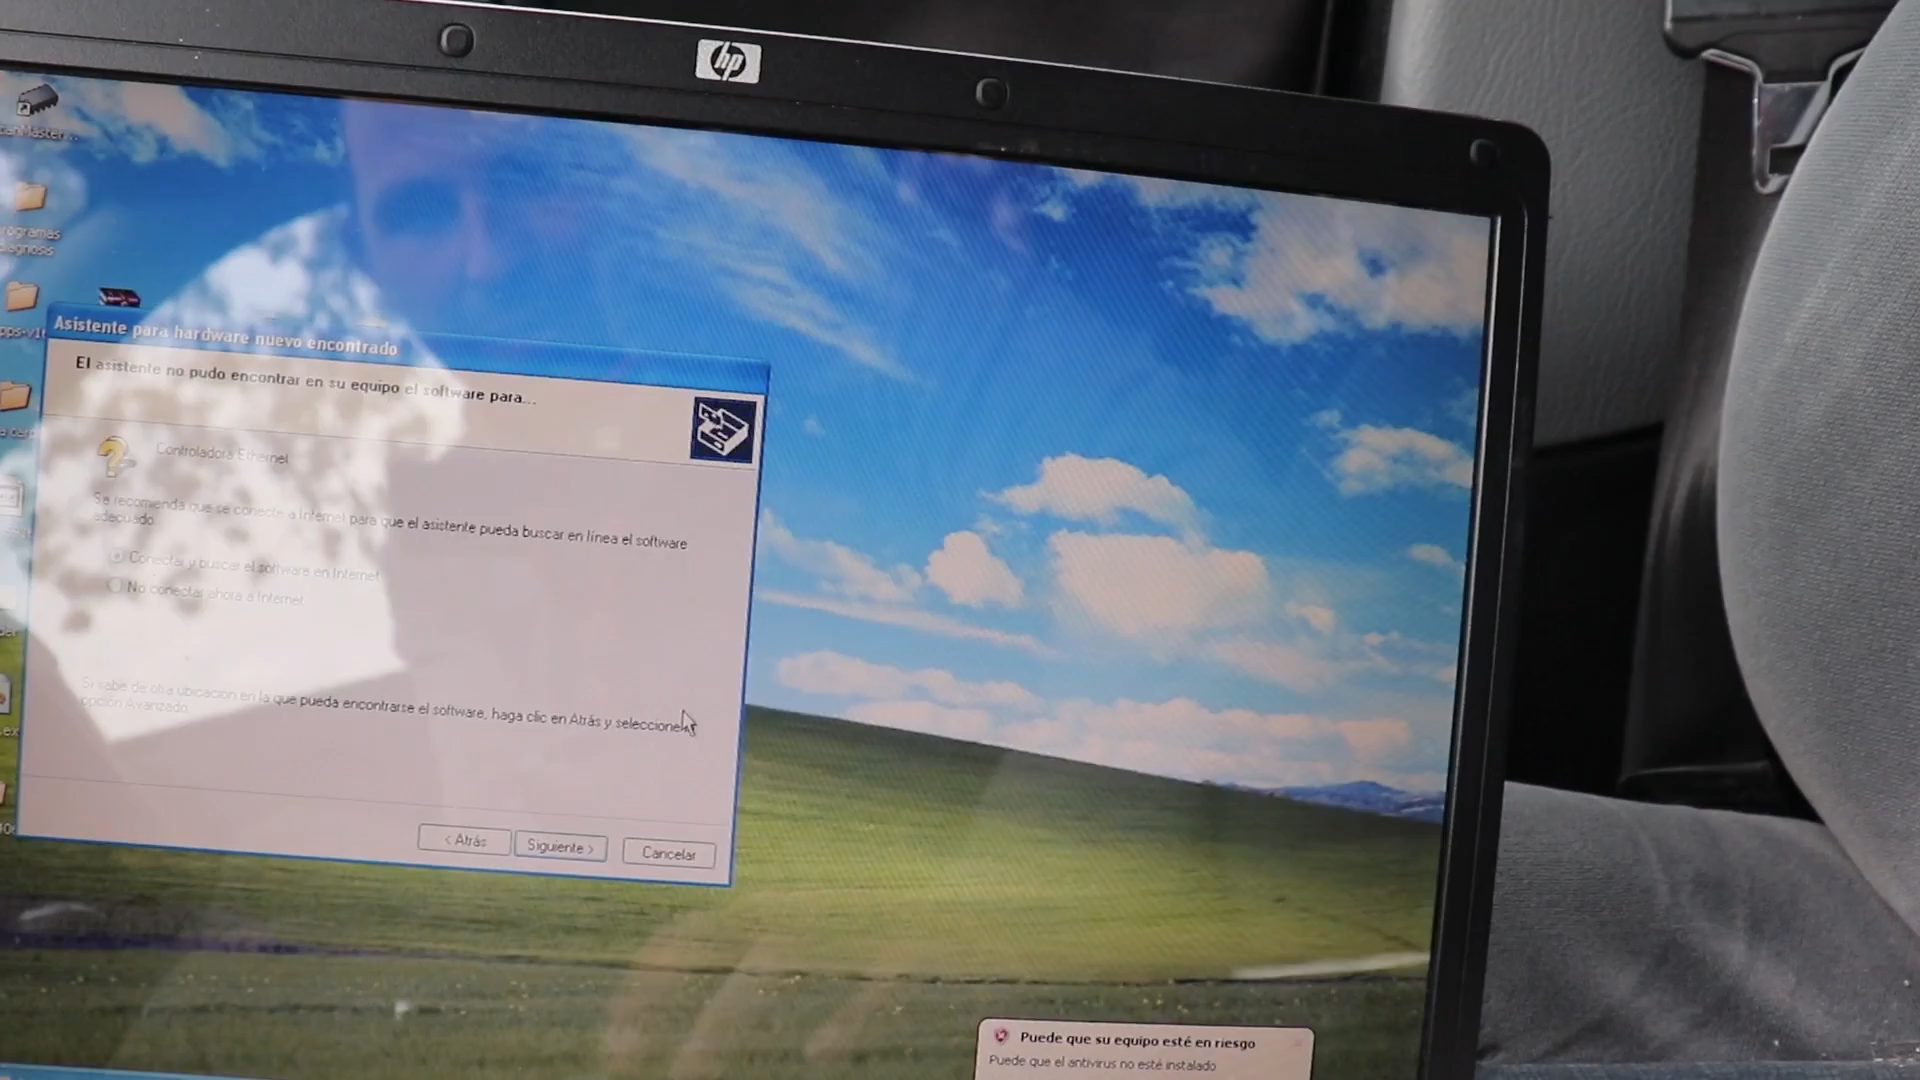 hp
Asistente para hardware nuevo encontrado
El asistente no pudo encontrar en su equipo el software para...
Controladora Ethernet
Se recomienda que se conecte a Internet para que el asistente pueda buscar en línea el software
adecuado.
Conectar y buscar el software en Internet
No conectar ahora a Internet
Si sabe de otra ubicación en la que pueda encontrarse el software, haga clic en Atrás y seleccione
opción Avanzado.
< Atrás
Siguiente >
Cancelar
Puede que su equipo esté en riesgo
Puede que el antivirus no esté instalado